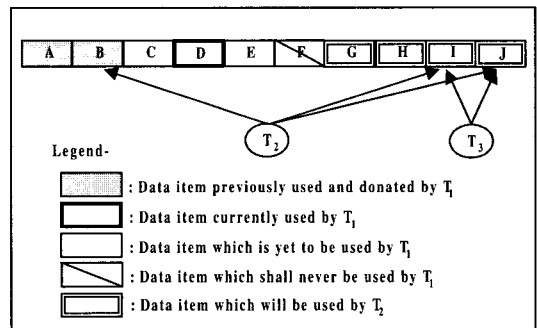 A B C D E F G H I J
T2 T3
Legend-
: Data item previously used and donated by T1
: Data item currently used by T1
: Data item which is yet to be used by T1
: Data item which shall never be used by T1
: Data item which will be used by T2